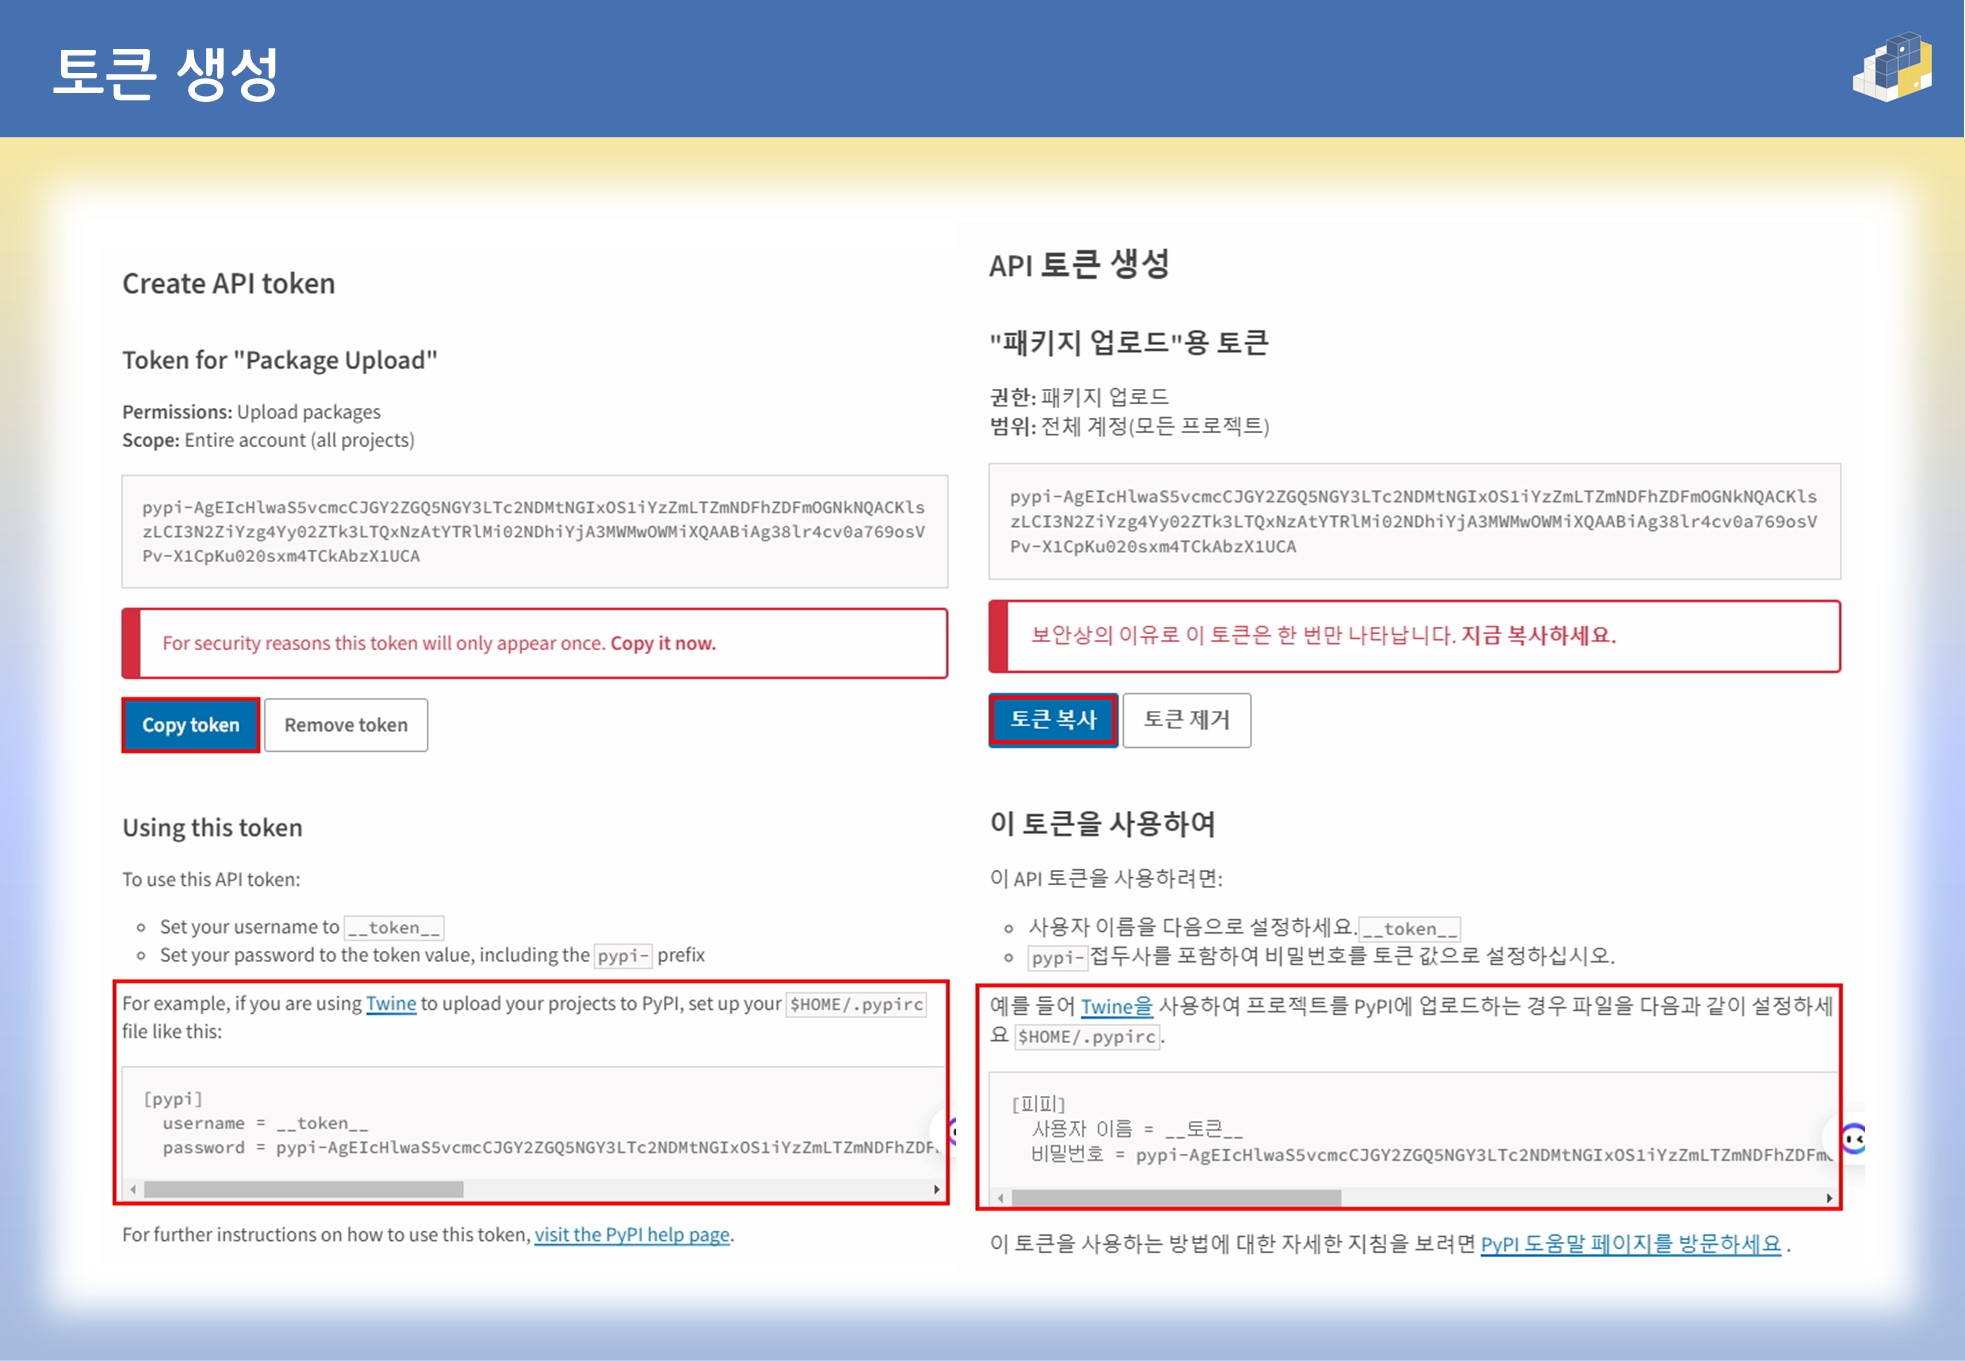 토큰 생성
Create API token
Token for "Package Upload"
Permissions: Upload packages
Scope: Entire account (all projects)
pypi-AgEIcHlwaS5vcmcCJGY2ZGQ5NGY3LTc2NDMtNGIxOS1iYzZmLTZmNDFhZDFmOGNkNQACKls
zLCI3N2ZiYzg4Yy02ZTk3LTQxNzAtYTRlMi02NDhiYjA3MWMwOWMiXQAABiAg38lr4cv0a769osV
Pv-X1CpKu020sxm4TCkAbzX1UCA
For security reasons this token will only appear once. Copy it now.
Copy token Remove token
Using this token
To use this API token:
Set your username to __token__
Set your password to the token value, including the pypi- prefix
For example, if you are using Twine to upload your projects to PyPI, set up your $HOME/.pypirc
file like this:
[pypi]
username = __token__
password = pypi-AgEIcHlwaS5vcmcCJGY2ZGQ5NGY3LTc2NDMtNGIxOS1iYzZmLTZmNDFhZDF
For further instructions on how to use this token, visit the PyPI help page.
API 토큰 생성
"패키지 업로드"용 토큰
권한: 패키지 업로드
범위: 전체 계정(모든 프로젝트)
pypi-AgEIcHlwaS5vcmcCJGY2ZGQ5NGY3LTc2NDMtNGIxOS1iYzZmLTZmNDFhZDFmOGNkNQACKls
zLCI3N2ZiYzg4Yy02ZTk3LTQxNzAtYTRlMi02NDhiYjA3MWMwOWMiXQAABiAg38lr4cv0a769osV
Pv-X1CpKu020sxm4TCkAbzX1UCA
보안상의 이유로 이 토큰은 한 번만 나타납니다. 지금 복사하세요.
토큰 복사 토큰 제거
이 토큰을 사용하여
이 API 토큰을 사용하려면:
사용자 이름을 다음으로 설정하세요. __token__
pypi- 접두사를 포함하여 비밀번호를 토큰 값으로 설정하십시오.
예를 들어 Twine을 사용하여 프로젝트를 PyPI에 업로드하는 경우 파일을 다음과 같이 설정하세
요 $HOME/.pypirc.
[피피]
사용자 이름 = __토큰__
비밀번호 = pypi-AgEIcHlwaS5vcmcCJGY2ZGQ5NGY3LTc2NDMtNGIxOS1iYzZmLTZmNDFhZDFm
이 토큰을 사용하는 방법에 대한 자세한 지침을 보려면 PyPI 도움말 페이지를 방문하세요 .